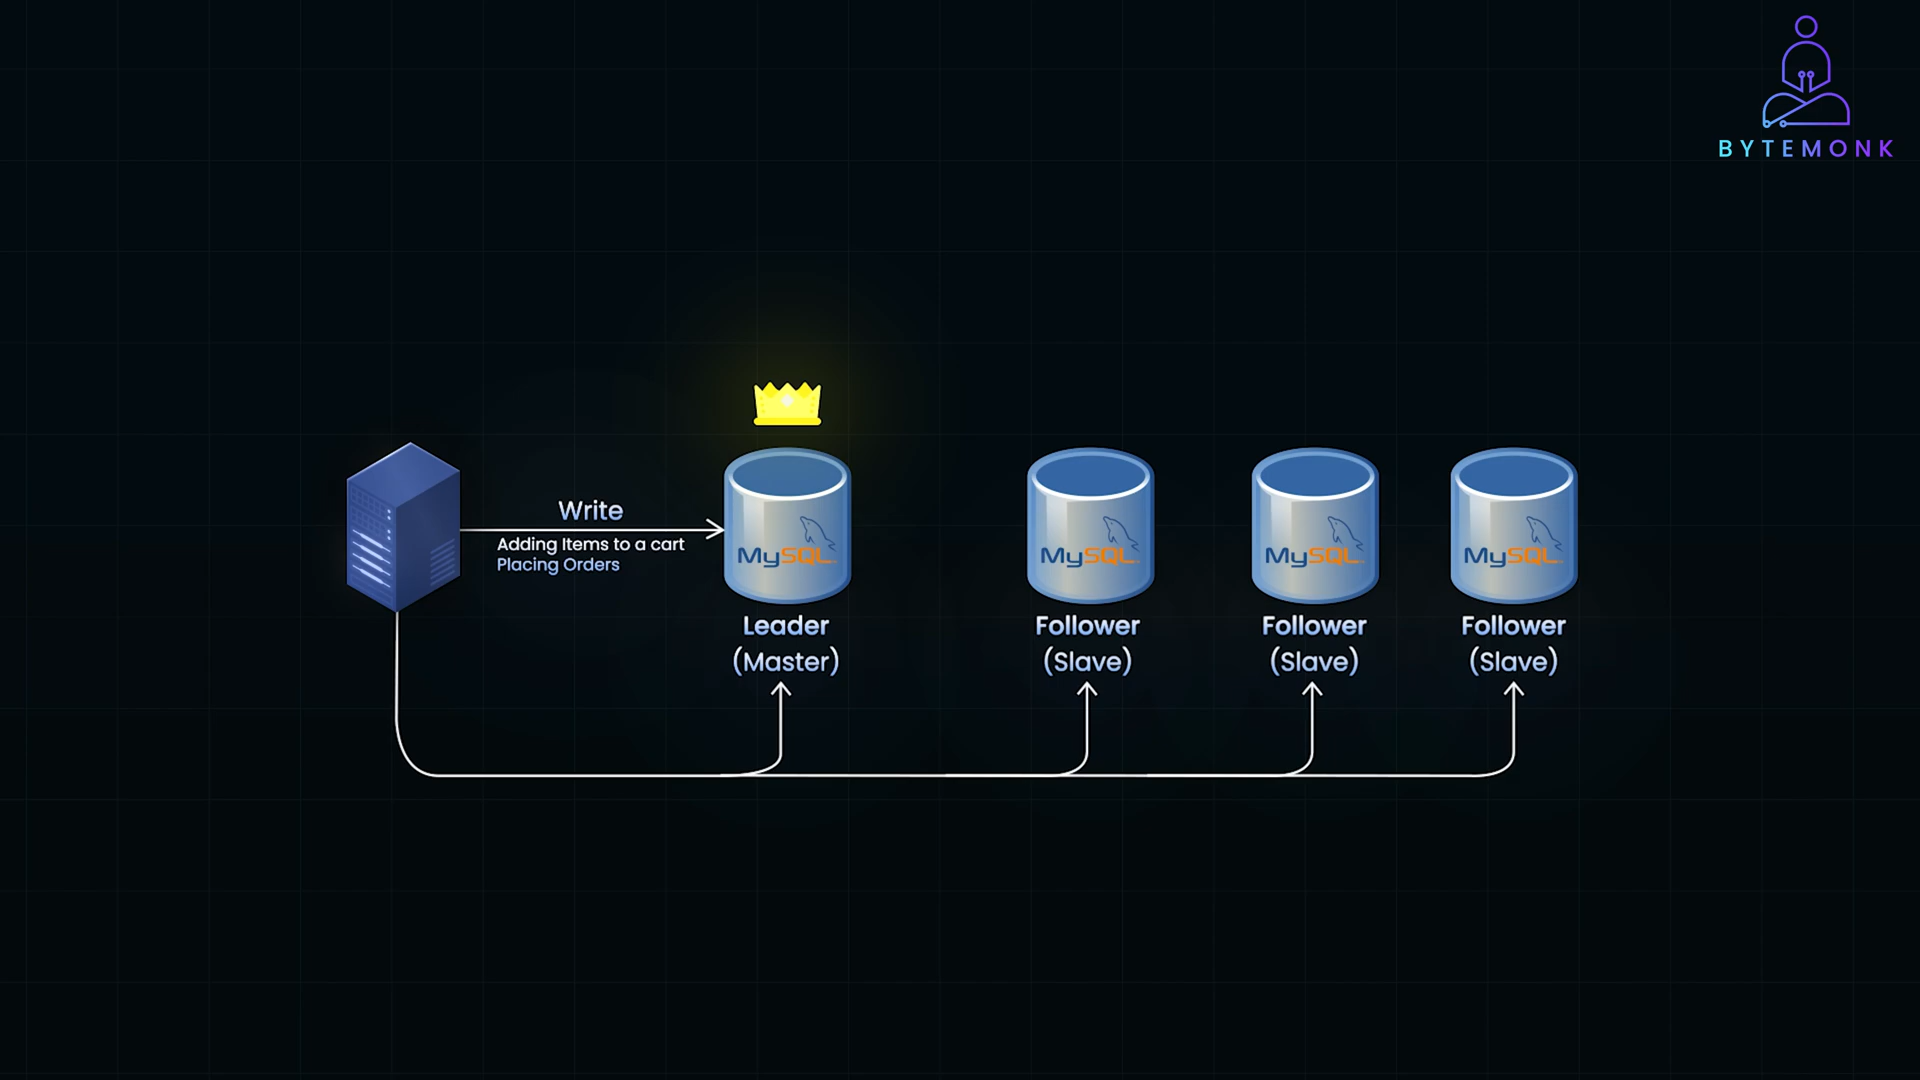 BYTEMONK
Write
Adding Items to a cart
Placing Orders
MySQL
MySQL
MySQL
MySQL
Leader
(Master)
Follower
(Slave)
Follower
(Slave)
Follower
(Slave)